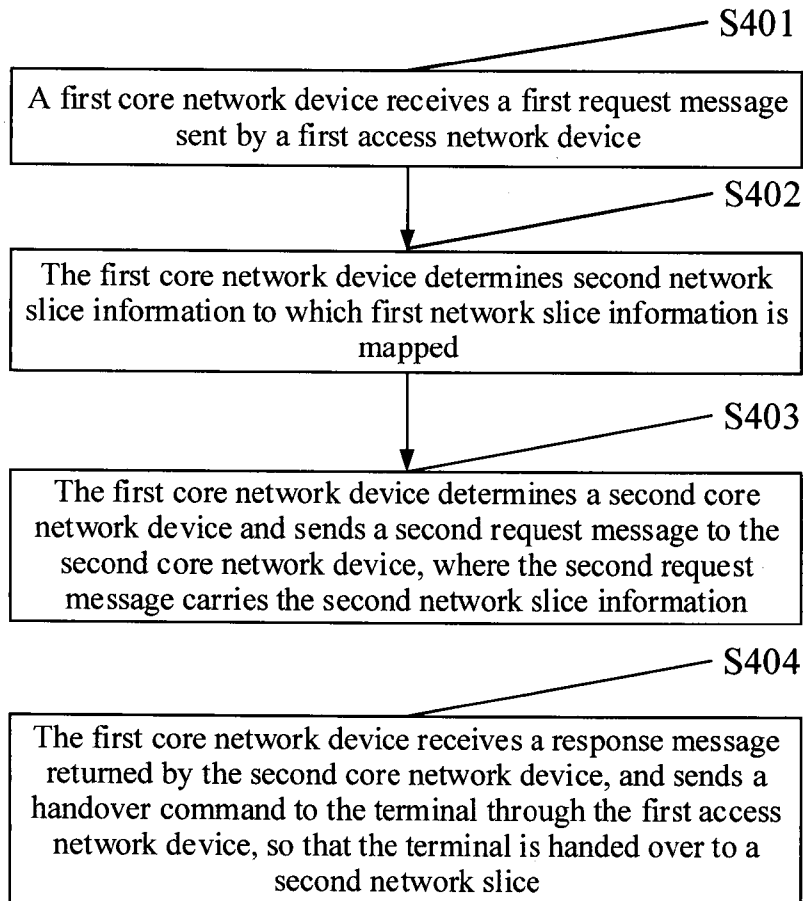 S401
A first core network device receives a first request message
sent by a first access network device
S402
The first core network device determines second network
slice information to which first network slice information is
mapped
S403
The first core network device determines a second core
network device and sends a second request message to the
second core network device, where the second request
message carries the second network slice information
S404
The first core network device receives a response message
returned by the second core network device, and sends a
handover command to the terminal through the first access
network device, so that the terminal is handed over to a
second network slice